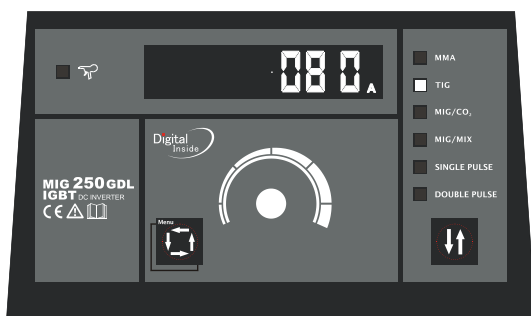 080 A
MMA
TIG
MIG/CO₂
MIG/MIX
SINGLE PULSE
DOUBLE PULSE
Digital
Inside
MIG 250 GDL
IGBT DC INVERTER
CE
Menu